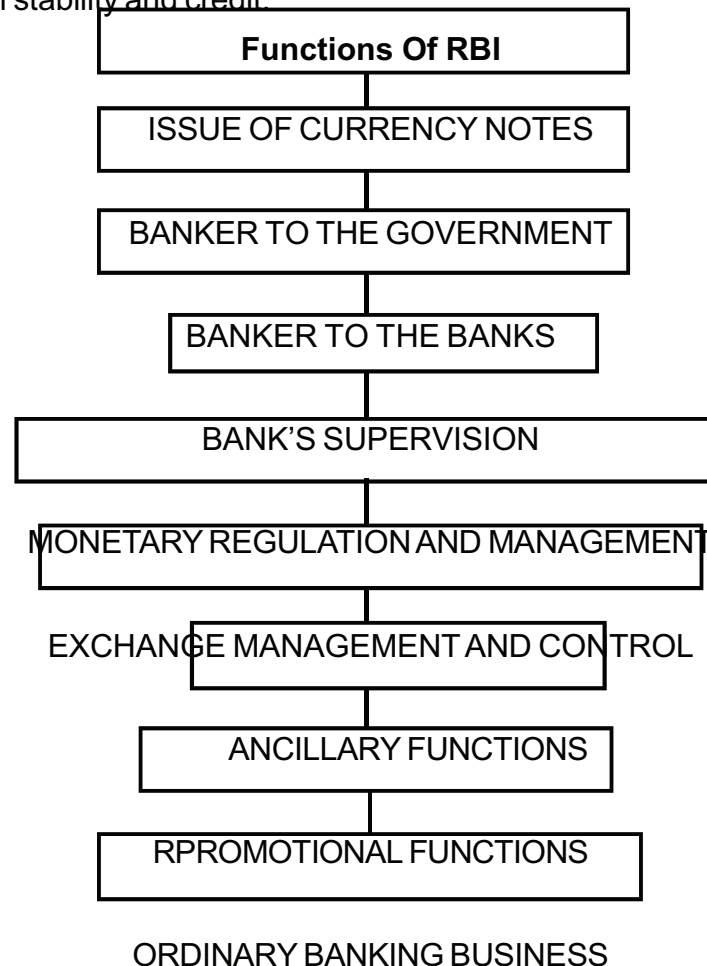 stability and credit.
Functions Of RBI
ISSUE OF CURRENCY NOTES
BANKER TO THE GOVERNMENT
BANKER TO THE BANKS
BANK'S SUPERVISION
MONETARY REGULATION AND MANAGEMENT
EXCHANGE MANAGEMENT AND CONTROL
ANCILLARY FUNCTIONS
RPROMOTIONAL FUNCTIONS
ORDINARY BANKING BUSINESS